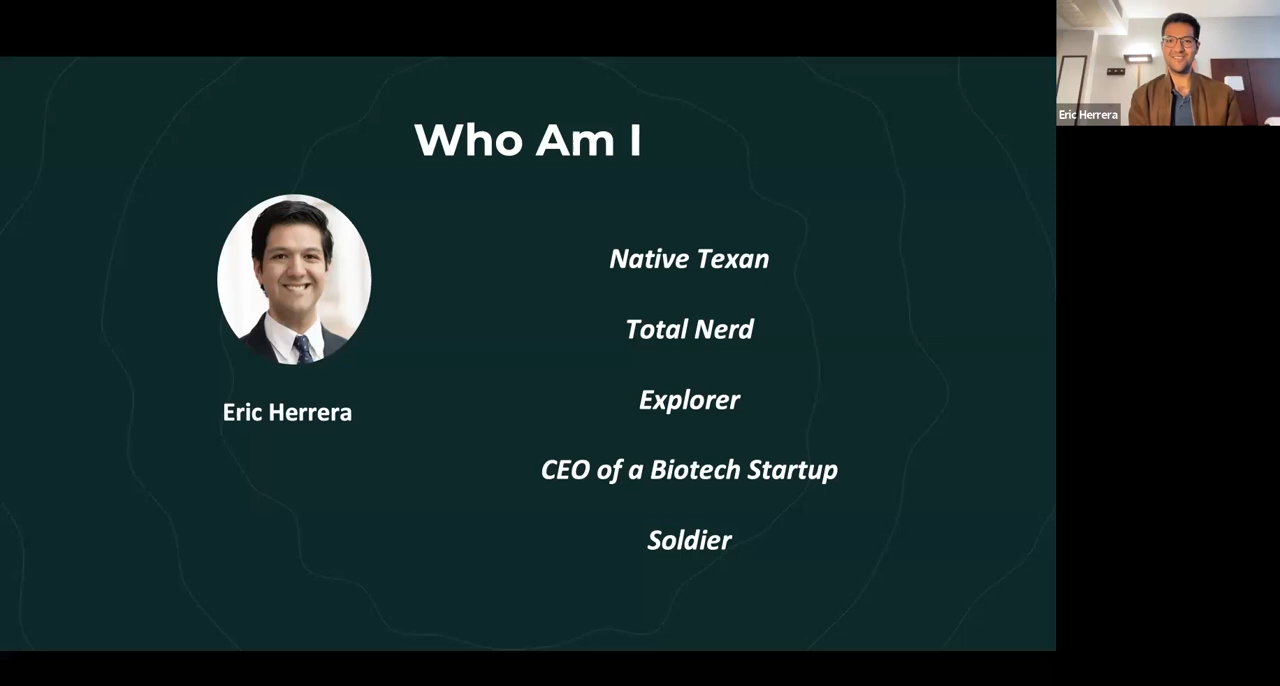 Who Am I
Eric Herrera
Native Texan
Total Nerd
Explorer
CEO of a Biotech Startup
Soldier
Eric Herrera